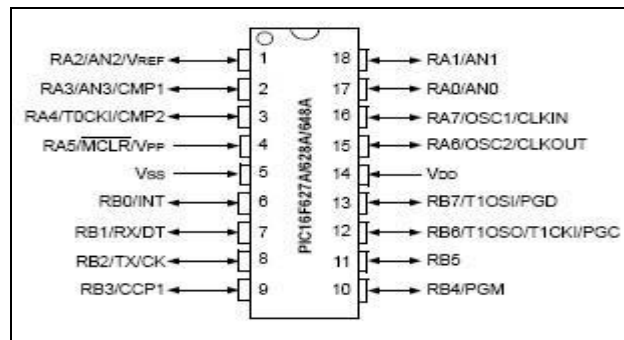 RA2/AN2/VREF 1 18 RA1/AN1
RA3/AN3/CMP1 2 17 RA0/AN0
RA4/T0CKI/CMP2 3 16 RA7/OSC1/CLKIN
RA5/MCLR/VPP 4 15 RA6/OSC2/CLKOUT
VSS 5 14 VDD
RB0/INT 6 13 RB7/T1OSI/PGD
RB1/RX/DT 7 12 RB6/T1OSO/T1CKI/PGC
RB2/TX/CK 8 11 RB5
RB3/CCP1 9 10 RB4/PGM
PIC16F627A/628A/648A